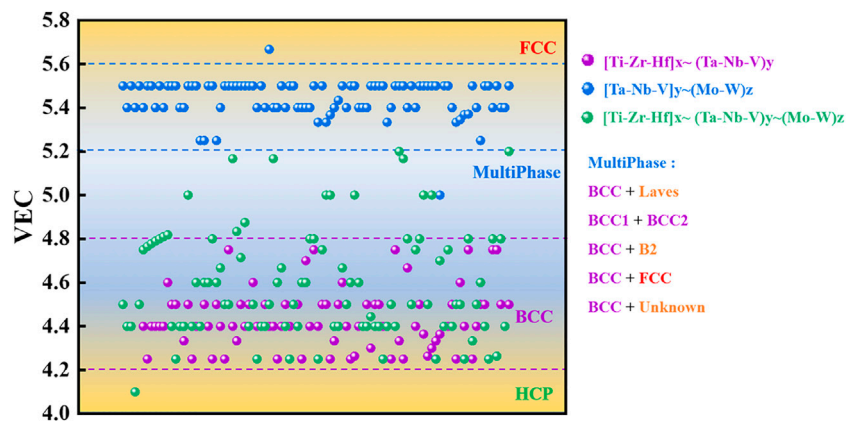 VEC
5.8
5.6
5.4
5.2
5.0
4.8
4.6
4.4
4.2
4.0
FCC
MultiPhase
BCC
HCP
[Ti-Zr-Hf]x~ (Ta-Nb-V)y
[Ta-Nb-V]y~(Mo-W)z
[Ti-Zr-Hf]x~ (Ta-Nb-V)y~(Mo-W)z
MultiPhase :
BCC + Laves
BCC1 + BCC2
BCC + B2
BCC + FCC
BCC + Unknown